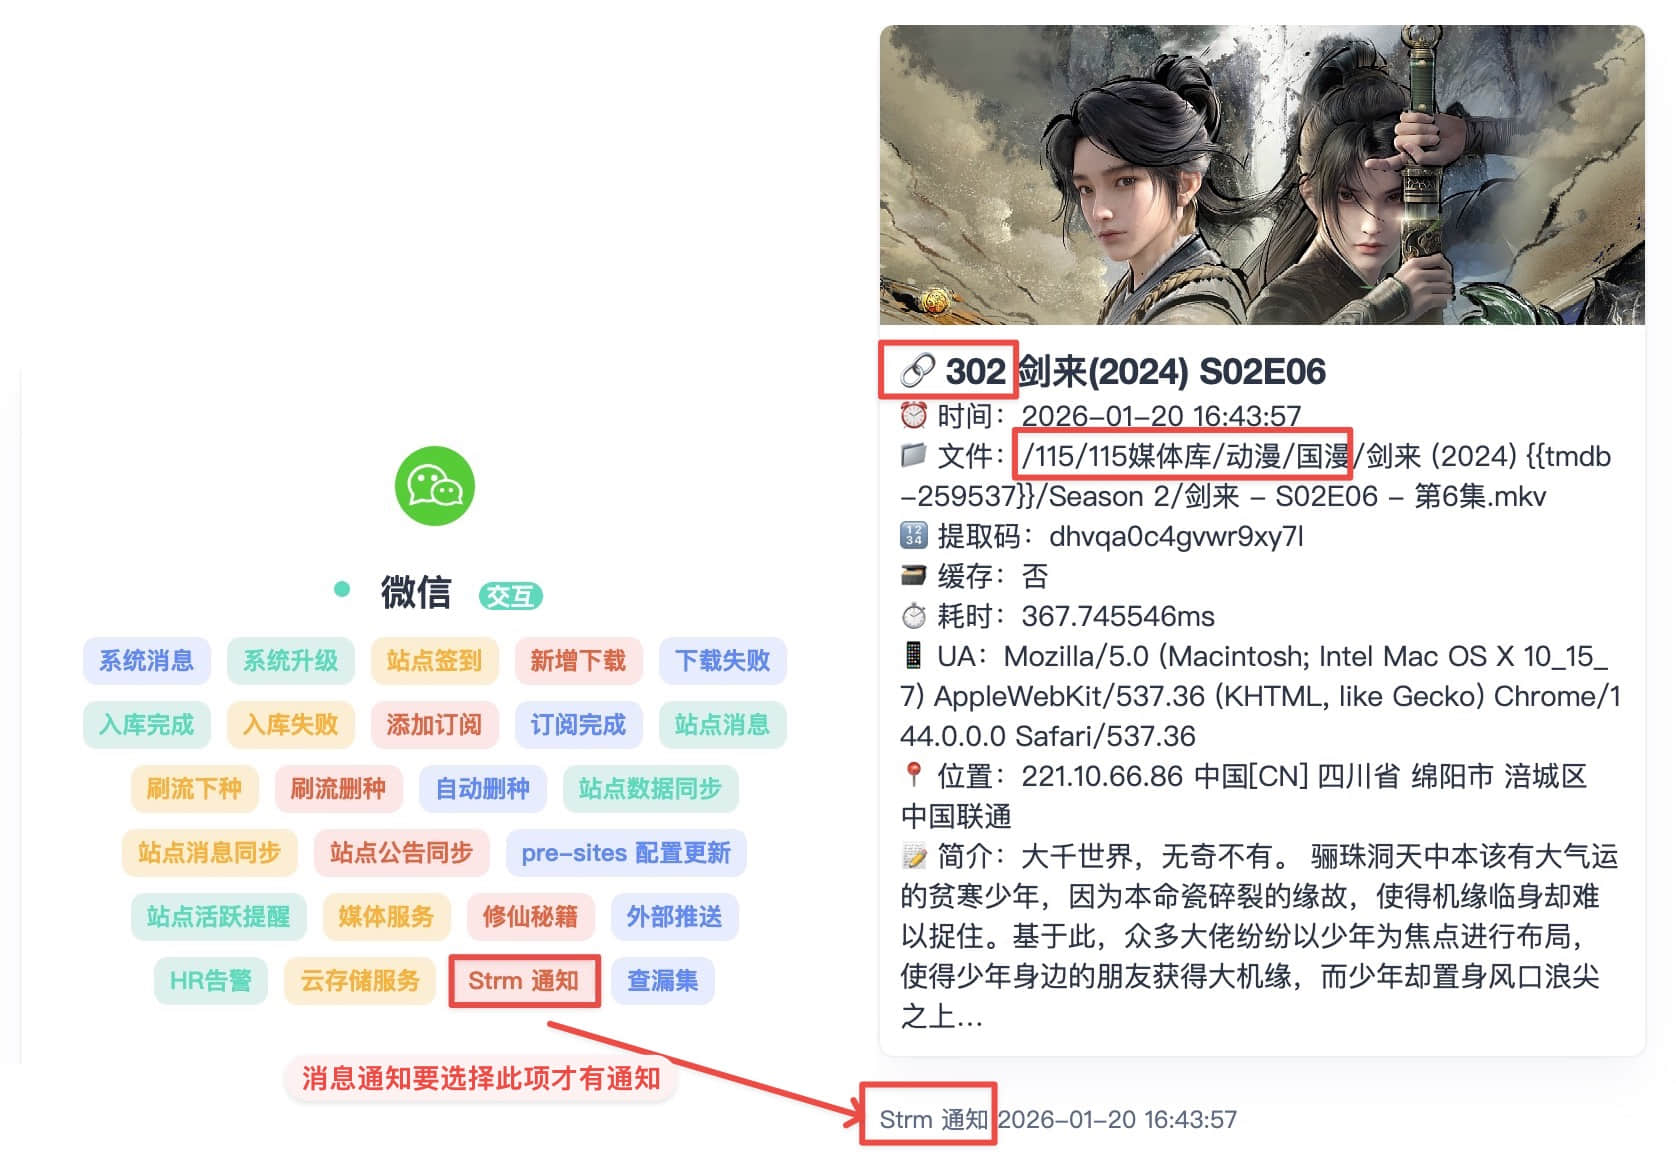 微信 交互
系统消息 系统升级 站点签到 新增下载 下载失败
入库完成 入库失败 添加订阅 订阅完成 站点消息
刷流下种 刷流删种 自动删种 站点数据同步
站点消息同步 站点公告同步 pre-sites 配置更新
站点活跃提醒 媒体服务 修仙秘籍 外部推送
HR告警 云存储服务 Strm 通知 查漏集
消息通知要选择此项才有通知
302 剑来(2024) S02E06
时间：2026-01-20 16:43:57
文件：/115/115媒体库/动漫/国漫/剑来 (2024) {{tmdb
-259537}}/Season 2/剑来 - S02E06 - 第6集.mkv
提取码：dhvqa0c4gvwr9xy7l
缓存：否
耗时：367.745546ms
UA：Mozilla/5.0 (Macintosh; Intel Mac OS X 10_15_
7) AppleWebKit/537.36 (KHTML, like Gecko) Chrome/1
44.0.0.0 Safari/537.36
位置：221.10.66.86 中国[CN] 四川省 绵阳市 涪城区
中国联通
简介：大千世界，无奇不有。 骊珠洞天中本该有大气运
的贫寒少年，因为本命瓷碎裂的缘故，使得机缘临身却难
以捉住。基于此，众多大佬纷纷以少年为焦点进行布局，
使得少年身边的朋友获得大机缘，而少年却置身风口浪尖
之上...
Strm 通知 2026-01-20 16:43:57